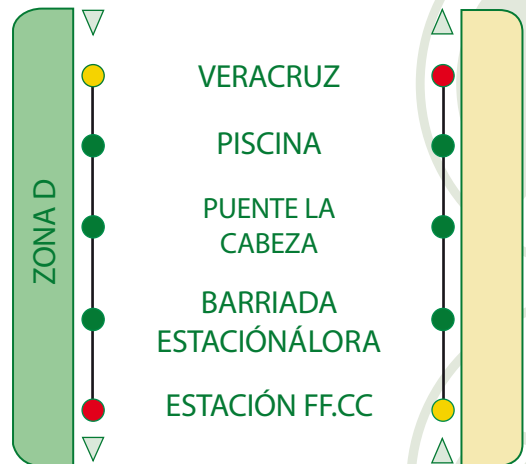 ZONA D
VERACRUZ
PISCINA
PUENTE LA
CABEZA
BARRIADA
ESTACIÓNÁLORA
ESTACIÓN FF.CC